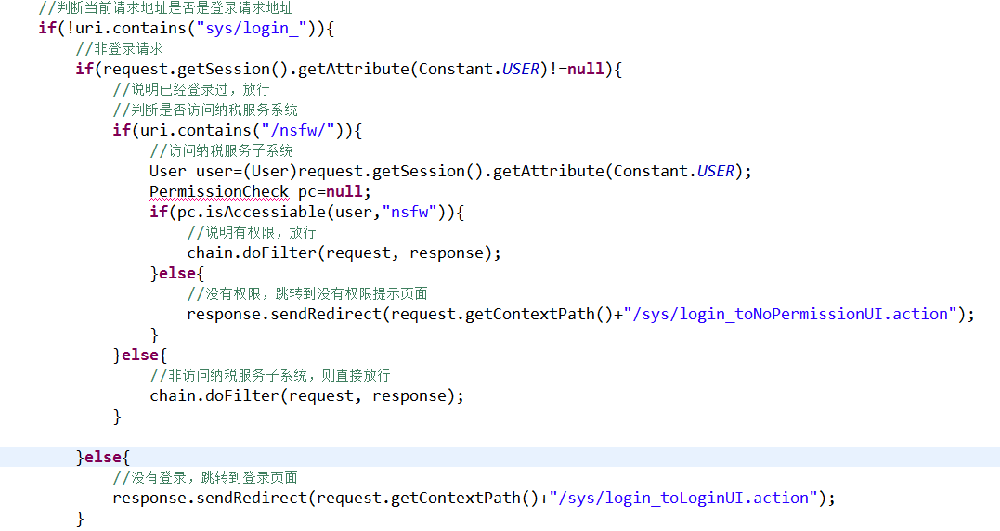 //判断当前请求地址是否是登录请求地址
if(!uri.contains("sys/login_")){
//非登录请求
if(request.getSession().getAttribute(Constant.USER)!=null){
//说明已经登录过，放行
//判断是否访问纳税服务系统
if(uri.contains("/nsfw/")){
//访问纳税服务子系统
User user=(User)request.getSession().getAttribute(Constant.USER);
PermissionCheck pc=null;
if(pc.isAccessiable(user,"nsfw")){
//说明有权限，放行
chain.doFilter(request, response);
}else{
//没有权限，跳转到没有权限提示页面
response.sendRedirect(request.getContextPath()+"/sys/login_toNoPermissionUI.action");
}
}else{
//非访问纳税服务子系统，则直接放行
chain.doFilter(request, response);
}
}else{
//没有登录，跳转到登录页面
response.sendRedirect(request.getContextPath()+"/sys/login_toLoginUI.action");
}